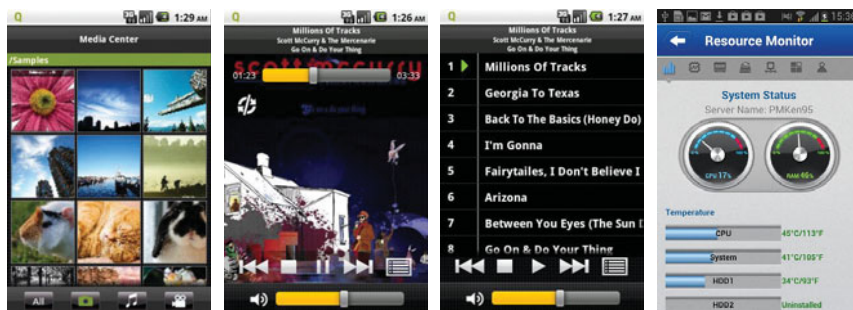 Q
1:29 AM
Media Center
/Samples
All
Q
1:26 AM
Millions Of Tracks
Scott McCurry & The Mercenarie
Go On & Do Your Thing
scott mccurry
01:23
03:33
Q
1:27 AM
Millions Of Tracks
Scott McCurry & The Mercenarie
Go On & Do Your Thing
1 Millions Of Tracks
2 Georgia To Texas
3 Back To The Basics (Honey Do)
4 I'm Gonna
5 Fairytailes, I Don't Believe I
6 Arizona
7 Between You Eyes (The Sun
8 Go On & Do Your Thing
15:36
Resource Monitor
System Status
Server Name: PMKen95
CPU 17%
RAM 46%
Temperature
CPU 45°C/113°F
System 41°C/105°F
HDD1 34°C/93°F
HDD2 Uninstalled